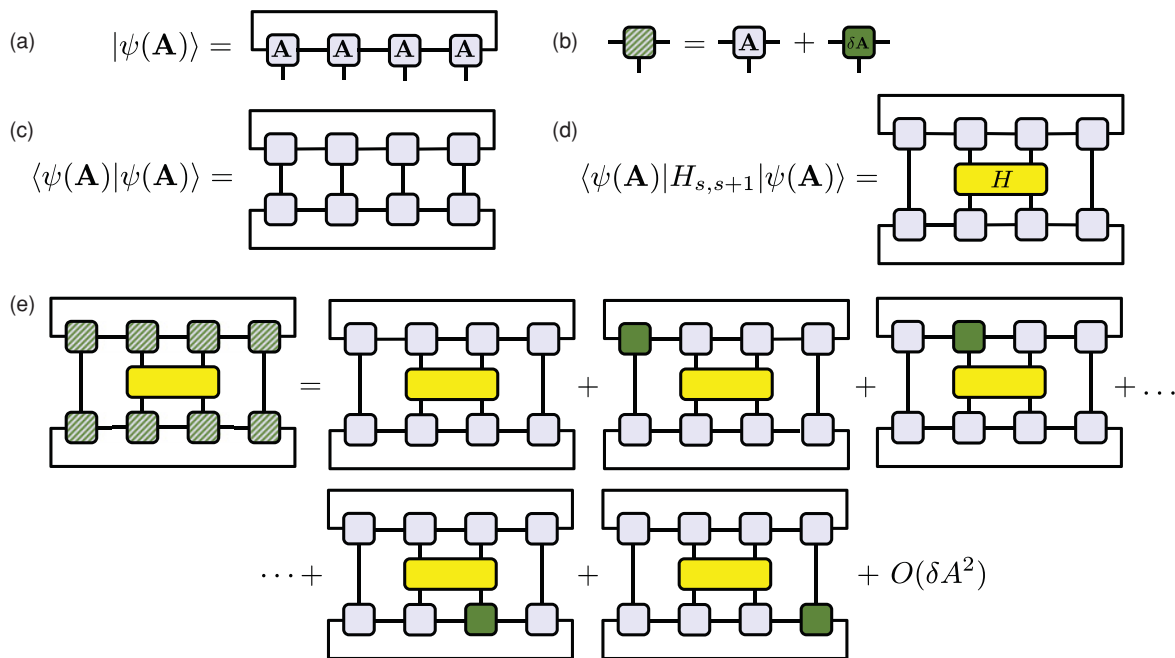 (a) |ψ(A)⟩ = A A A A
(b) = A + δA
(c) ⟨ψ(A)|ψ(A)⟩ =
(d) ⟨ψ(A)|H_{s,s+1}|ψ(A)⟩ = H
(e) = + + + ...
··· + + + O(δA²)